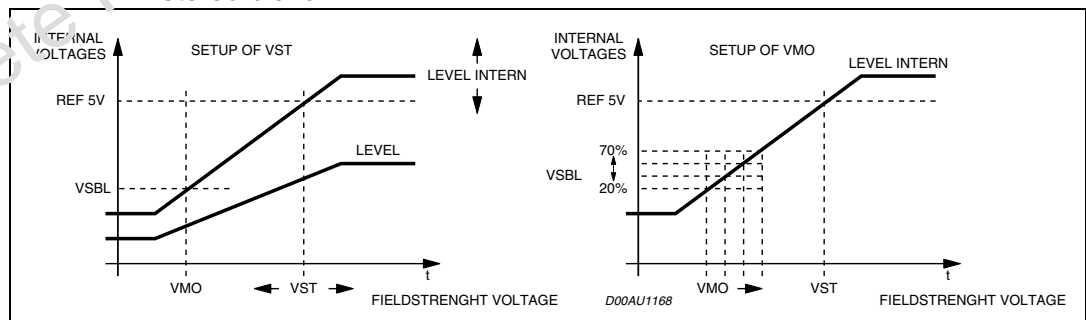 INTERNAL
VOLTAGES
SETUP OF VST
LEVEL INTERN
REF 5V
LEVEL
VSBL
t
VMO
VST
FIELDSTRENGHT VOLTAGE
INTERNAL
VOLTAGES
SETUP OF VMO
LEVEL INTERN
REF 5V
70%
VSBL
20%
t
VMO
VST
D00AU1168
FIELDSTRENGHT VOLTAGE